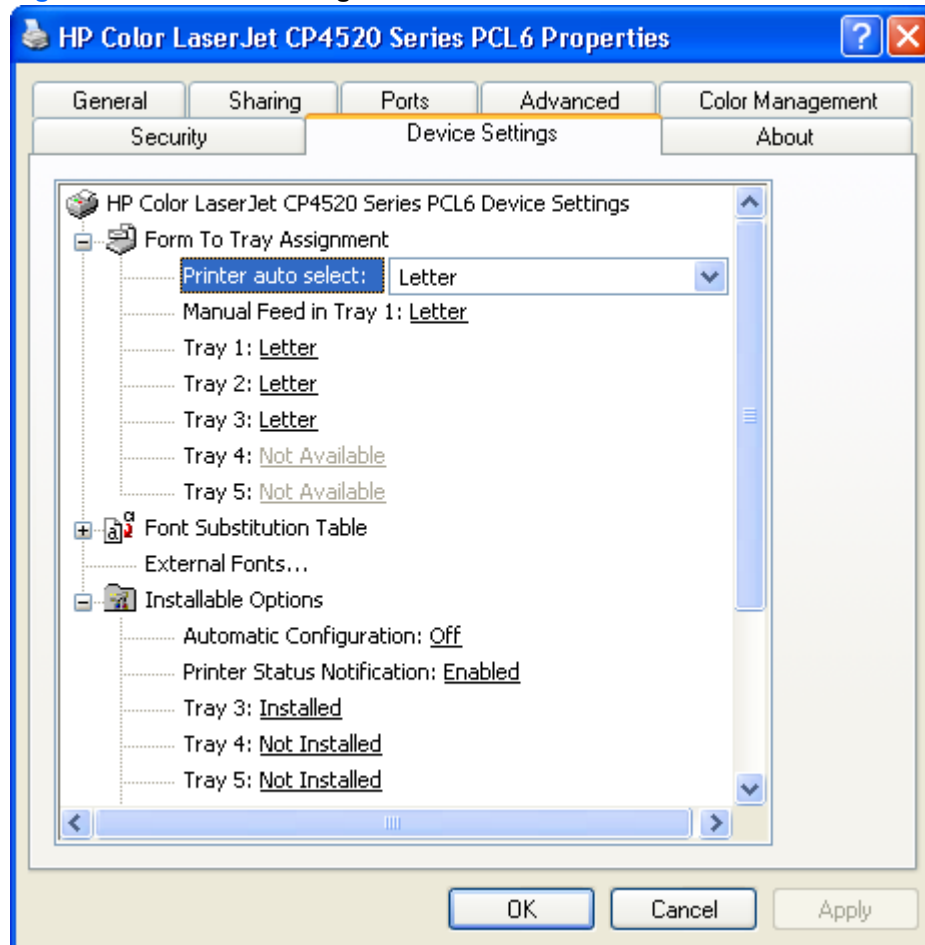 HP Color LaserJet CP4520 Series PCL6 Properties
General Sharing Ports Advanced Color Management
Security Device Settings About
HP Color LaserJet CP4520 Series PCL6 Device Settings
Form To Tray Assignment
Printer auto select: Letter
Manual Feed in Tray 1: Letter
Tray 1: Letter
Tray 2: Letter
Tray 3: Letter
Tray 4: Not Available
Tray 5: Not Available
Font Substitution Table
External Fonts...
Installable Options
Automatic Configuration: Off
Printer Status Notification: Enabled
Tray 3: Installed
Tray 4: Not Installed
Tray 5: Not Installed
OK Cancel Apply